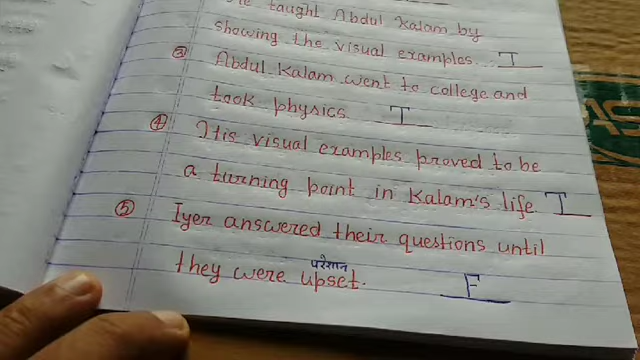 taught Abdul Kalam by
showing the visual examples. T
③ Abdul Kalam went to college and
took physics. T
④ His visual examples proved to be
a turning point in Kalam's life T
⑤ Iyer answered their questions until
परेशान
they were upset. F